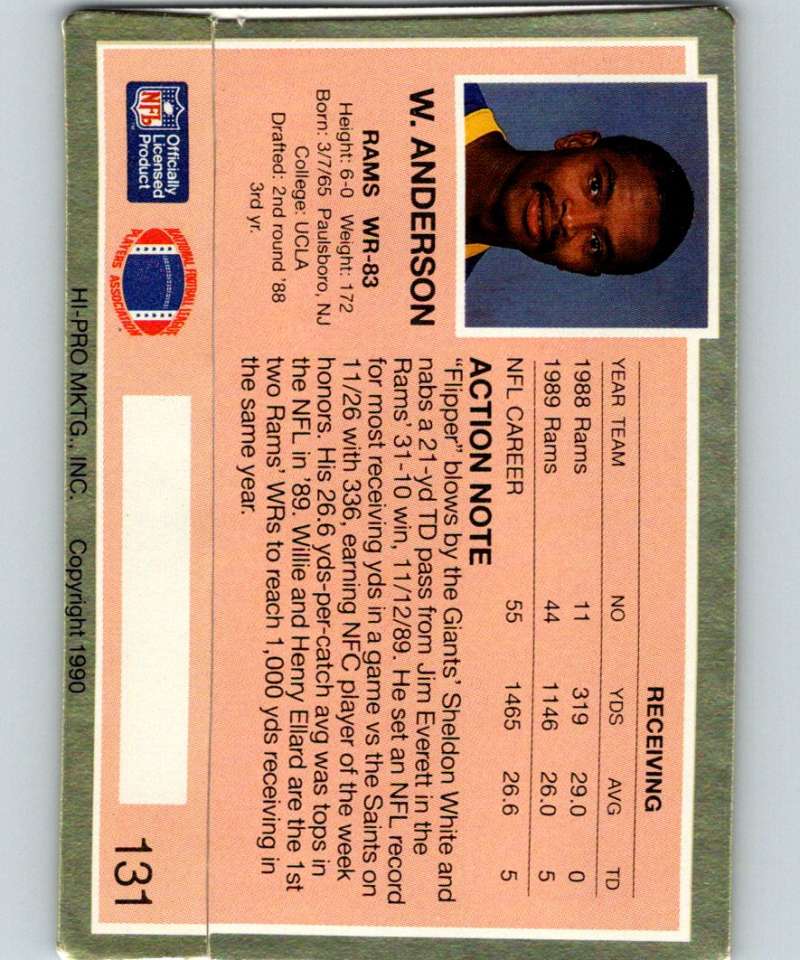 W. ANDERSON
RAMS WR-83
Height: 6-0 Weight: 172
Born: 3/7/65 Paulsboro, NJ
College: UCLA
Drafted: 2nd round '88
3rd yr.
RECEIVING
YEAR TEAM NO YDS AVG TD
1988 Rams 11 319 29.0 0
1989 Rams 44 1146 26.0 5
NFL CAREER 55 1465 26.6 5
ACTION NOTE
"Flipper" blows by the Giants' Sheldon White and
nabs a 21-yd TD pass from Jim Everett in the
Rams' 31-10 win, 11/12/89. He set an NFL record
for most receiving yds in a game vs the Saints on
11/26 with 336, earning NFC player of the week
honors. His 26.6 yds-per-catch avg was tops in
the NFL in '89. Willie and Henry Ellard are the 1st
two Rams' WRs to reach 1,000 yds receiving in
the same year.
NFL
Officially
Licensed
Product
NATIONAL FOOTBALL LEAGUE
PLAYERS ASSOCIATION
131
HI-PRO MKTG., INC. Copyright 1990